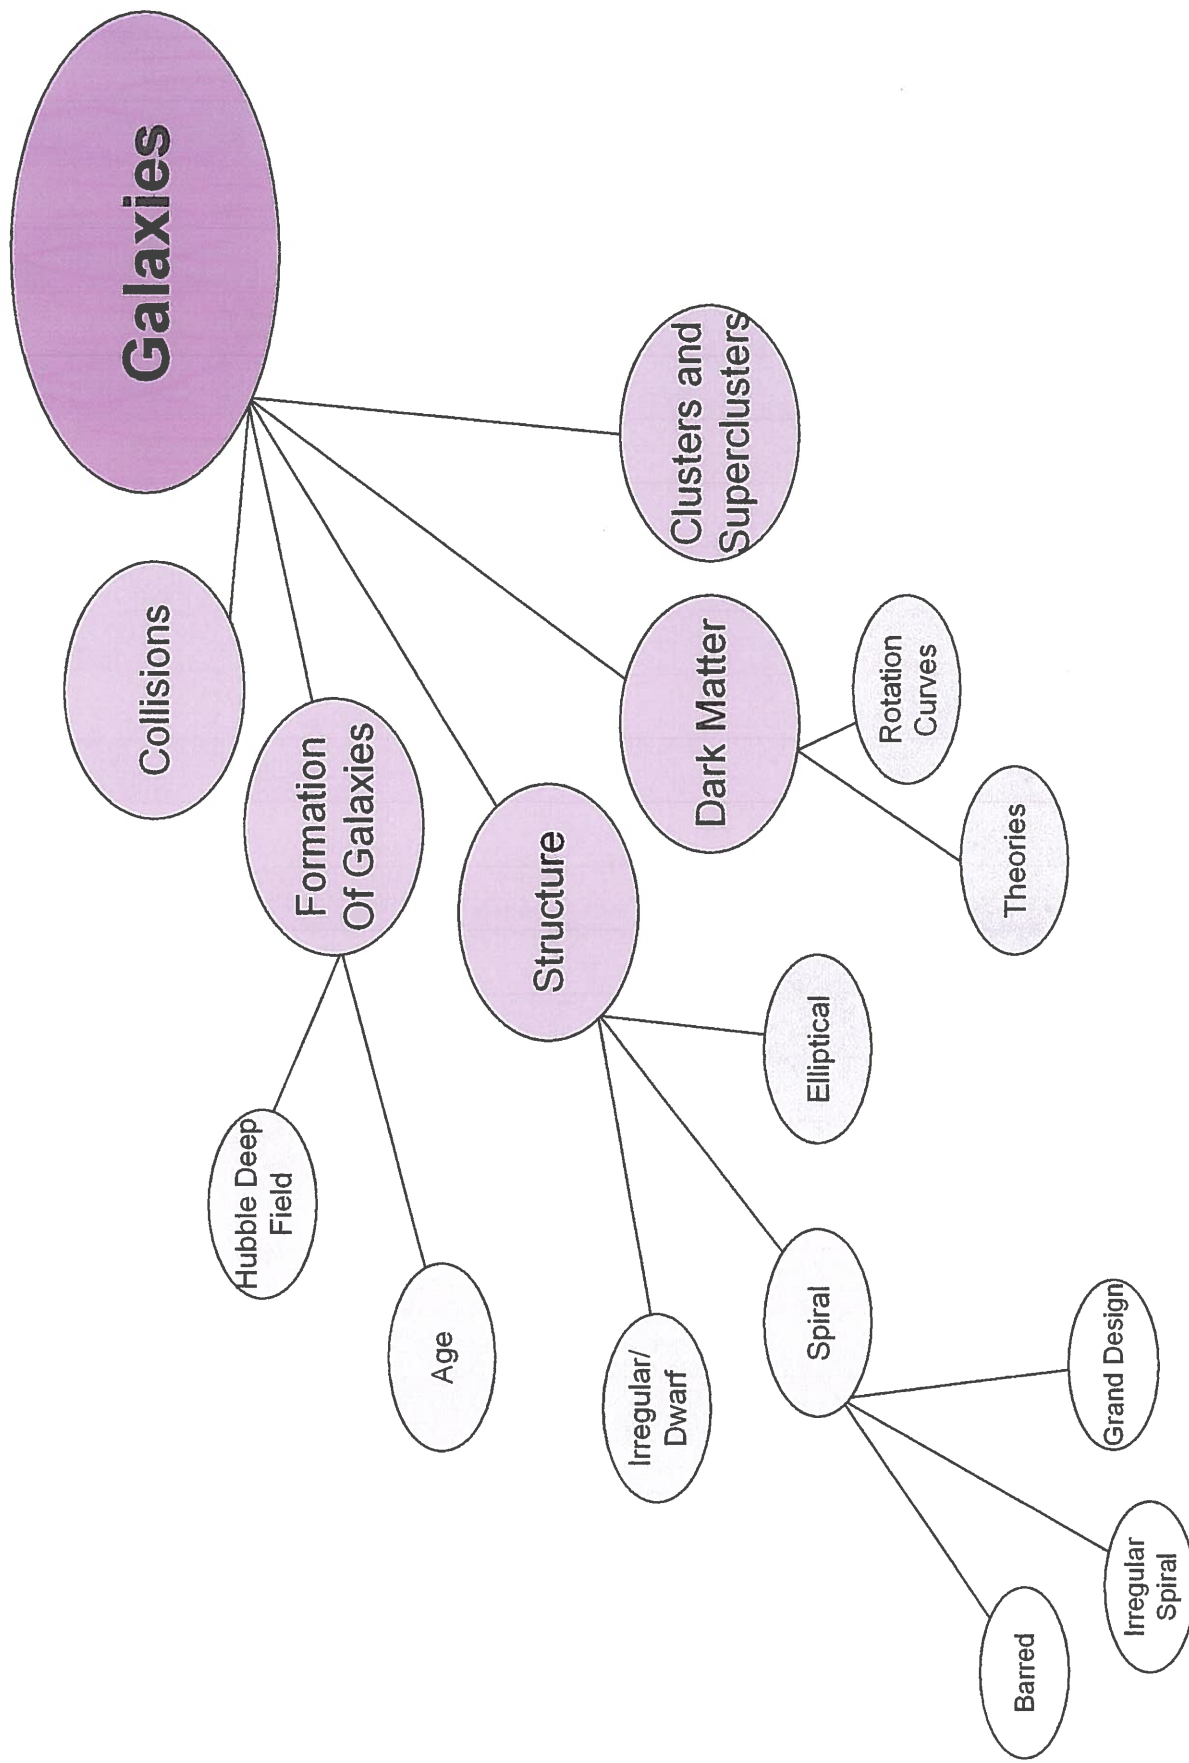 Galaxies
Collisions
Formation
Of Galaxies
Structure
Dark Matter
Clusters and
Superclusters
Hubble Deep
Field
Age
Irregular/
Dwarf
Spiral
Elliptical
Theories
Rotation
Curves
Barred
Irregular
Spiral
Grand Design